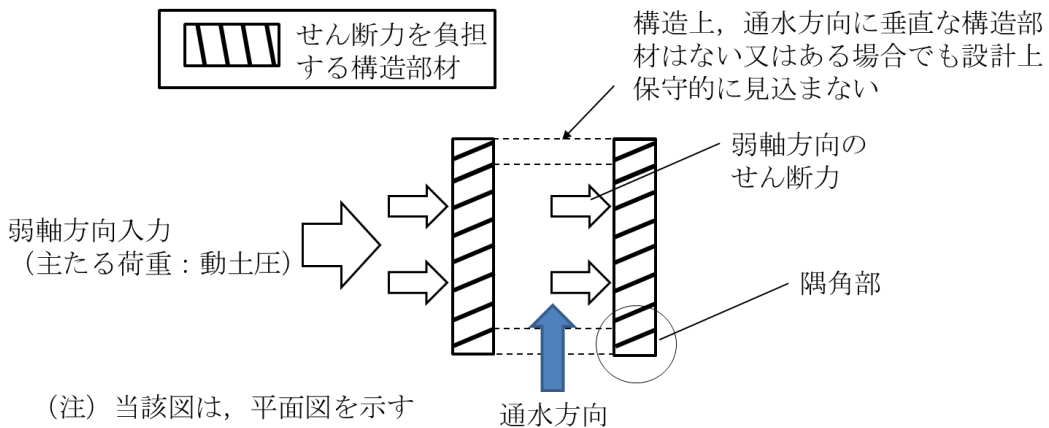 せん断力を負担
する構造部材
構造上，通水方向に垂直な構造部
材はない又はある場合でも設計上
保守的に見込まない
弱軸方向の
せん断力
弱軸方向入力
（主たる荷重：動土圧）
隅角部
（注）当該図は，平面図を示す
通水方向